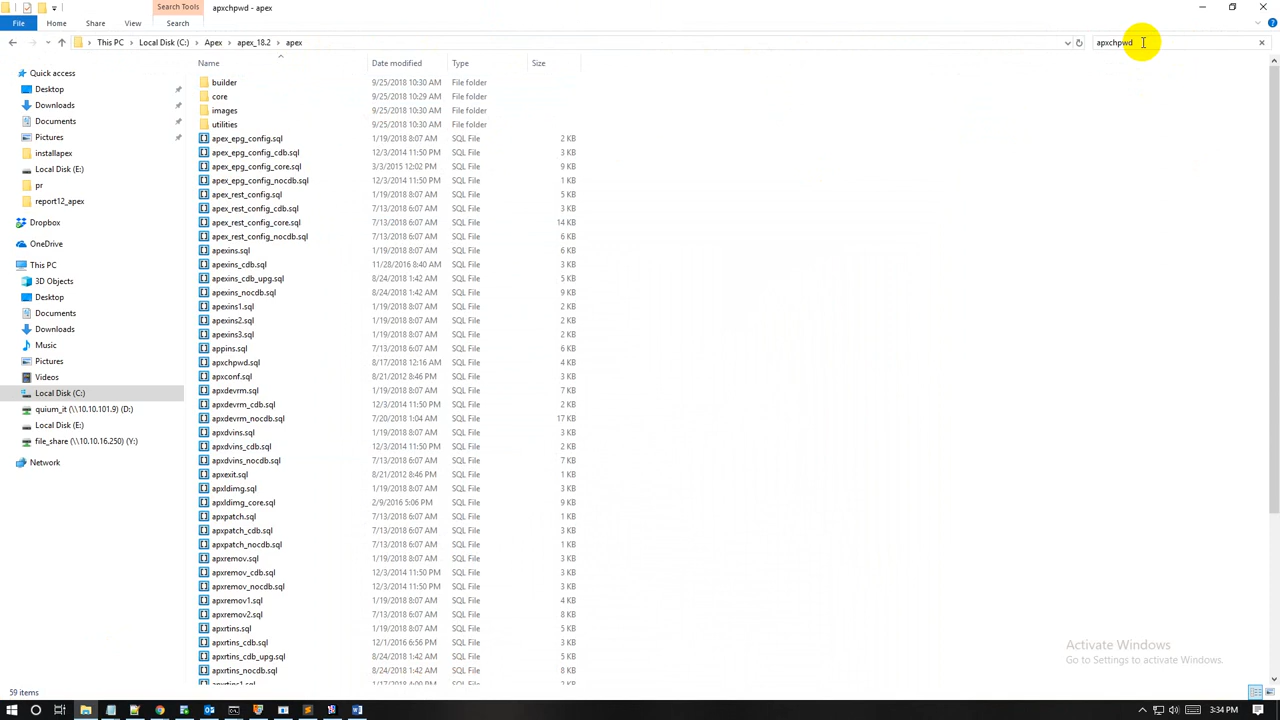 Search Tools
apxchpwd - apex
File
Home
Share
View
Search
This PC
Local Disk (C:)
Apex
apex_18.2
apex
apxchpwd
Name
Date modified
Type
Size
Quick access
Desktop
Downloads
Documents
Pictures
installapex
Local Disk (E:)
pr
report12_apex
Dropbox
OneDrive
This PC
3D Objects
Desktop
Documents
Downloads
Music
Pictures
Videos
Local Disk (C:)
quium_it (\\10.10.101.9) (D:)
Local Disk (E:)
file_share (\\10.10.16.250) (Y:)
Network
builder 9/25/2018 10:30 AM File folder
core 9/25/2018 10:29 AM File folder
images 9/25/2018 10:30 AM File folder
utilities 9/25/2018 10:30 AM File folder
apex_epg_config.sql 1/19/2018 8:07 AM SQL File 2 KB
apex_epg_config_cdb.sql 12/3/2014 11:50 PM SQL File 3 KB
apex_epg_config_core.sql 3/3/2015 12:02 PM SQL File 9 KB
apex_epg_config_nocdb.sql 12/3/2014 11:50 PM SQL File 1 KB
apex_rest_config.sql 1/19/2018 8:07 AM SQL File 5 KB
apex_rest_config_cdb.sql 7/13/2018 6:07 AM SQL File 3 KB
apex_rest_config_core.sql 7/13/2018 6:07 AM SQL File 14 KB
apex_rest_config_nocdb.sql 7/13/2018 6:07 AM SQL File 6 KB
apexins.sql 1/19/2018 8:07 AM SQL File 6 KB
apexins_cdb.sql 11/28/2016 8:40 AM SQL File 3 KB
apexins_cdb_upg.sql 8/24/2018 1:42 AM SQL File 3 KB
apexins_nocdb.sql 8/24/2018 1:42 AM SQL File 9 KB
apexins1.sql 1/19/2018 8:07 AM SQL File 2 KB
apexins2.sql 1/19/2018 8:07 AM SQL File 2 KB
apexins3.sql 1/19/2018 8:07 AM SQL File 2 KB
appins.sql 7/13/2018 6:07 AM SQL File 6 KB
apxchpwd.sql 8/17/2018 12:16 AM SQL File 4 KB
apxconf.sql 8/21/2012 8:46 PM SQL File 3 KB
apxdevrm.sql 1/19/2018 8:07 AM SQL File 7 KB
apxdevrm_cdb.sql 12/3/2014 11:50 PM SQL File 2 KB
apxdevrm_nocdb.sql 7/20/2018 1:04 AM SQL File 17 KB
apxdvins.sql 1/19/2018 8:07 AM SQL File 3 KB
apxdvins_cdb.sql 12/3/2014 11:50 PM SQL File 2 KB
apxdvins_nocdb.sql 7/13/2018 6:07 AM SQL File 7 KB
apxexit.sql 8/21/2012 8:46 PM SQL File 1 KB
apxldimg.sql 1/19/2018 8:07 AM SQL File 3 KB
apxldimg_core.sql 2/9/2016 5:06 PM SQL File 9 KB
apxpatch.sql 7/13/2018 6:07 AM SQL File 1 KB
apxpatch_cdb.sql 7/13/2018 6:07 AM SQL File 3 KB
apxpatch_nocdb.sql 7/13/2018 6:07 AM SQL File 1 KB
apxremov.sql 1/19/2018 8:07 AM SQL File 3 KB
apxremov_cdb.sql 12/3/2014 11:50 PM SQL File 3 KB
apxremov_nocdb.sql 12/3/2014 11:50 PM SQL File 3 KB
apxremov1.sql 1/19/2018 8:07 AM SQL File 4 KB
apxremov2.sql 7/13/2018 6:07 AM SQL File 8 KB
apxrtins.sql 1/19/2018 8:07 AM SQL File 5 KB
apxrtins_cdb.sql 12/1/2016 6:56 PM SQL File 3 KB
apxrtins_cdb_upg.sql 8/24/2018 1:42 AM SQL File 5 KB
apxrtins_nocdb.sql 8/24/2018 1:42 AM SQL File 8 KB
apxrtins1.sql 1/17/2018 4:38 PM SQL File 3 KB
Activate Windows
Go to Settings to activate Windows.
59 items
3:34 PM